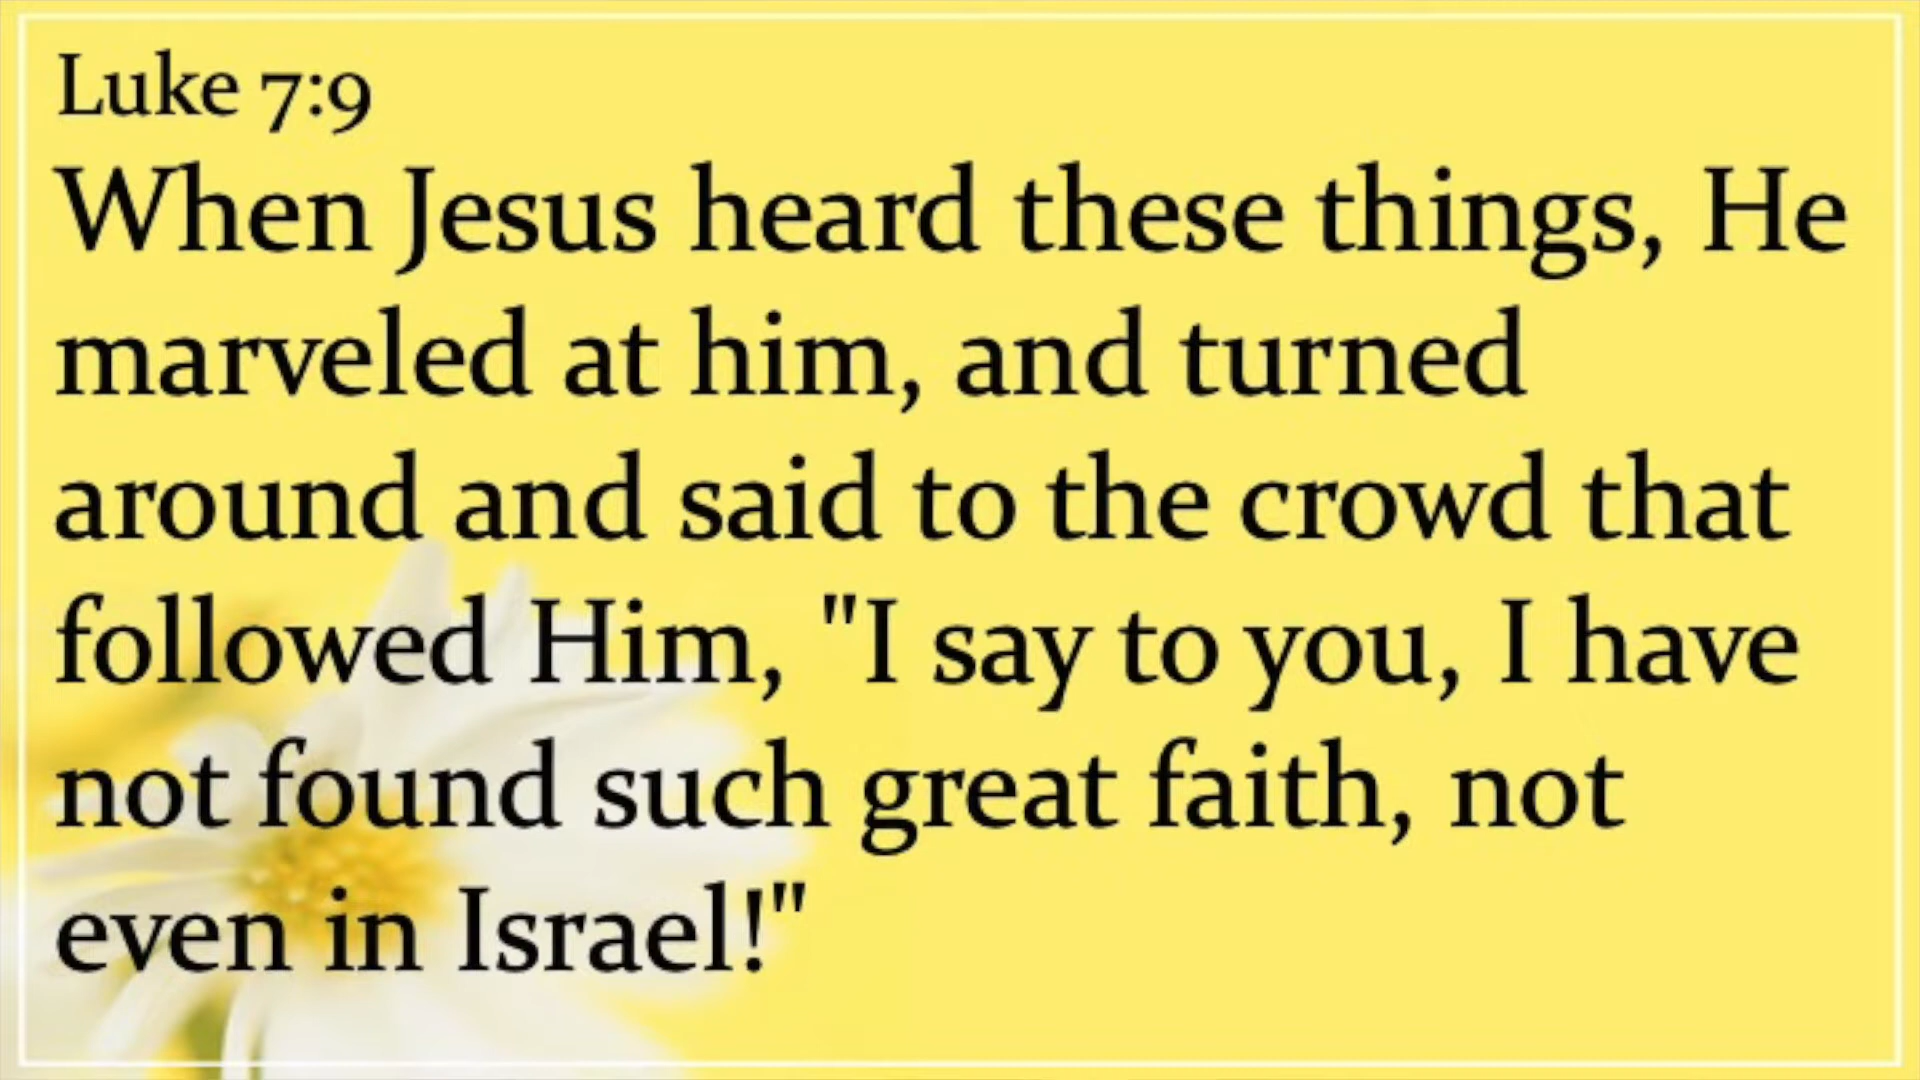 Luke 7:9
When Jesus heard these things, He
marveled at him, and turned
around and said to the crowd that
followed Him, "I say to you, I have
not found such great faith, not
even in Israel!"